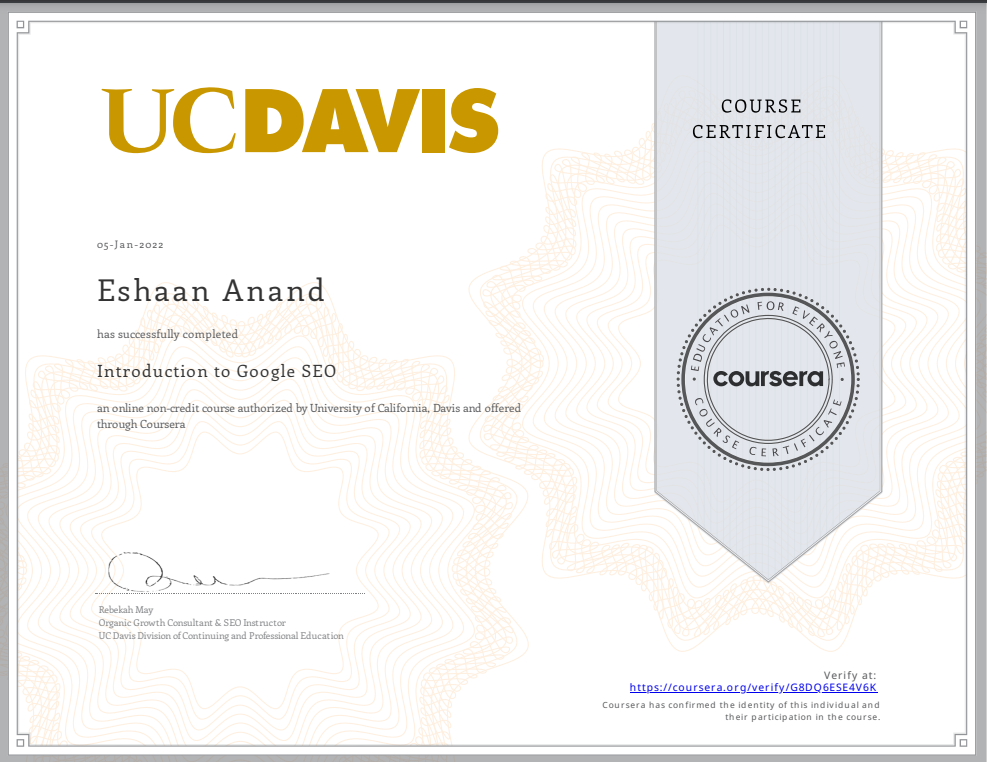 UCDAVIS
COURSE
CERTIFICATE
05-Jan-2022
Eshaan Anand
has successfully completed
Introduction to Google SEO
an online non-credit course authorized by University of California, Davis and offered
through Coursera
EDUCATION FOR EVERYONE
coursera
COURSE CERTIFICATE
Rebekah May
Organic Growth Consultant & SEO Instructor
UC Davis Division of Continuing and Professional Education
Verify at:
https://coursera.org/verify/G8DQ6ESE4V6K
Coursera has confirmed the identity of this individual and
their participation in the course.